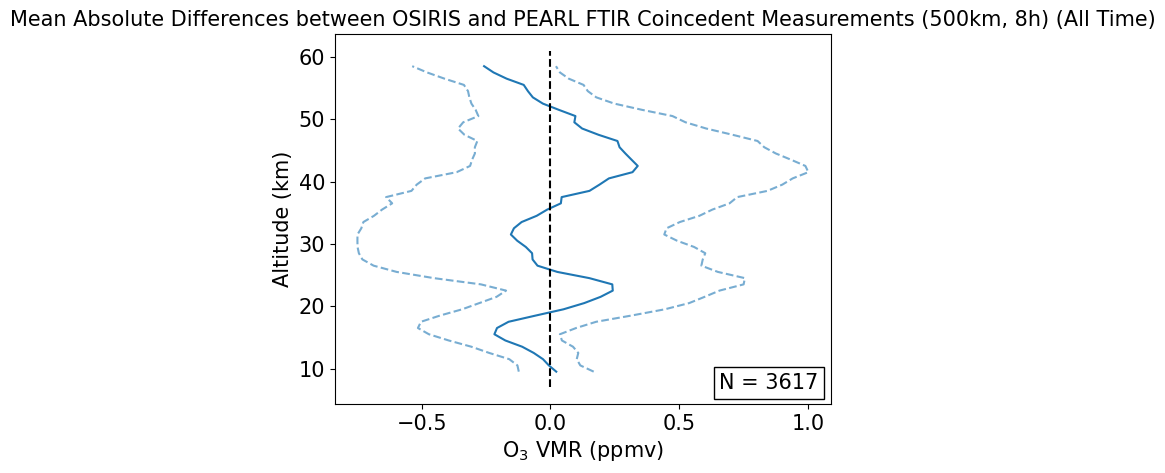 Mean Absolute Differences between OSIRIS and PEARL FTIR Coincedent Measurements (500km, 8h) (All Time)
60
50
40
30
20
10
Altitude (km)
N = 3617
−0.5 0.0 0.5 1.0
O₃ VMR (ppmv)